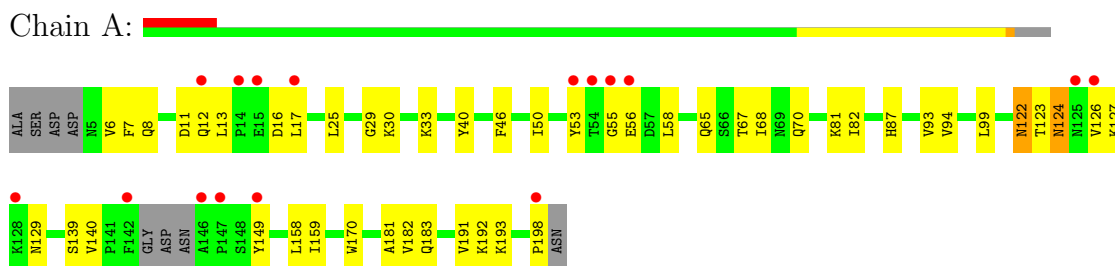 Chain A:
ALA SER ASP ASP N5 V6 F7 Q8 D11 Q12 L13 P14 E15 D16 L17 L25 G29 K30 K33 Y40 F46 I50 Y53 T54 G55 E56 D57 L58 Q65 S66 T67 I68 N69 Q70 K81 I82 H87 V93 V94 L99 N122 T123 N124 N125 V126 K127
K128 N129 S139 V140 P141 F142 GLY ASP ASN A146 P147 S148 Y149 L158 I159 W170 A181 V182 Q183 V191 K192 K193 P198 ASN